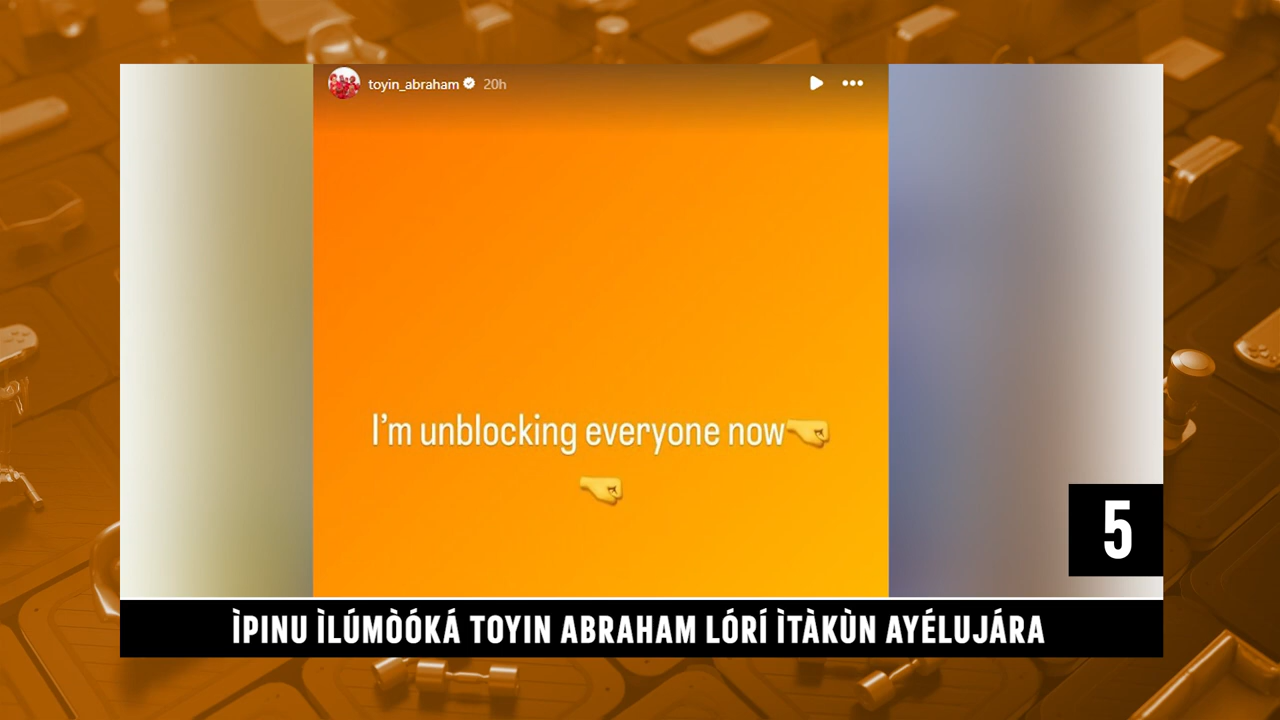 toyin_abraham 20h
I'm unblocking everyone now🤜
🤜
5
ÌPINU ÌLÚMÒÓKÁ TOYIN ABRAHAM LÓRÍ ÌTÀKÙN AYÉLUJÁRA